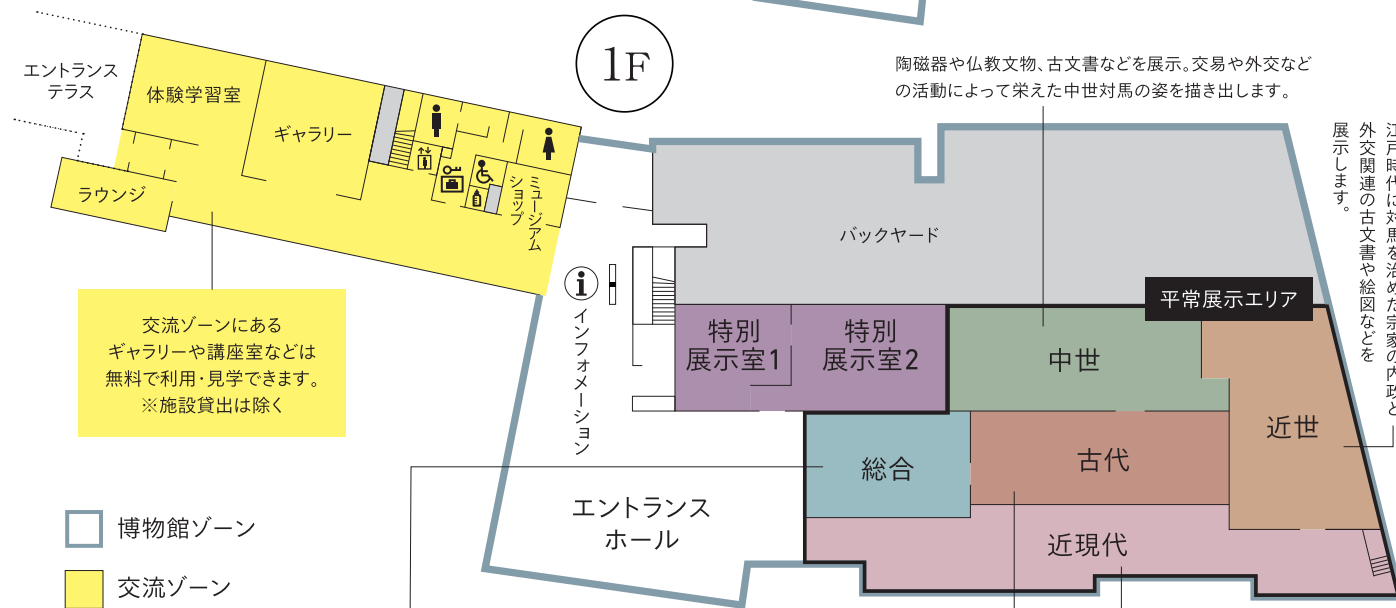 1F
エントランス
テラス
体験学習室
ギャラリー
ラウンジ
ミュージアム
ショップ
陶磁器や仏教文物、古文書などを展示。交易や外交など
の活動によって栄えた中世対馬の姿を描き出します。
江戸時代に対馬を治めた宗家の内政と
外交関連の古文書や絵図などを
展示します。
バックヤード
i
インフォメーション
平常展示エリア
特別
展示室1
特別
展示室2
中世
近世
交流ゾーンにある
ギャラリーや講座室などは
無料で利用・見学できます。
※施設貸出は除く
総合
古代
エントランス
ホール
近現代
博物館ゾーン
交流ゾーン